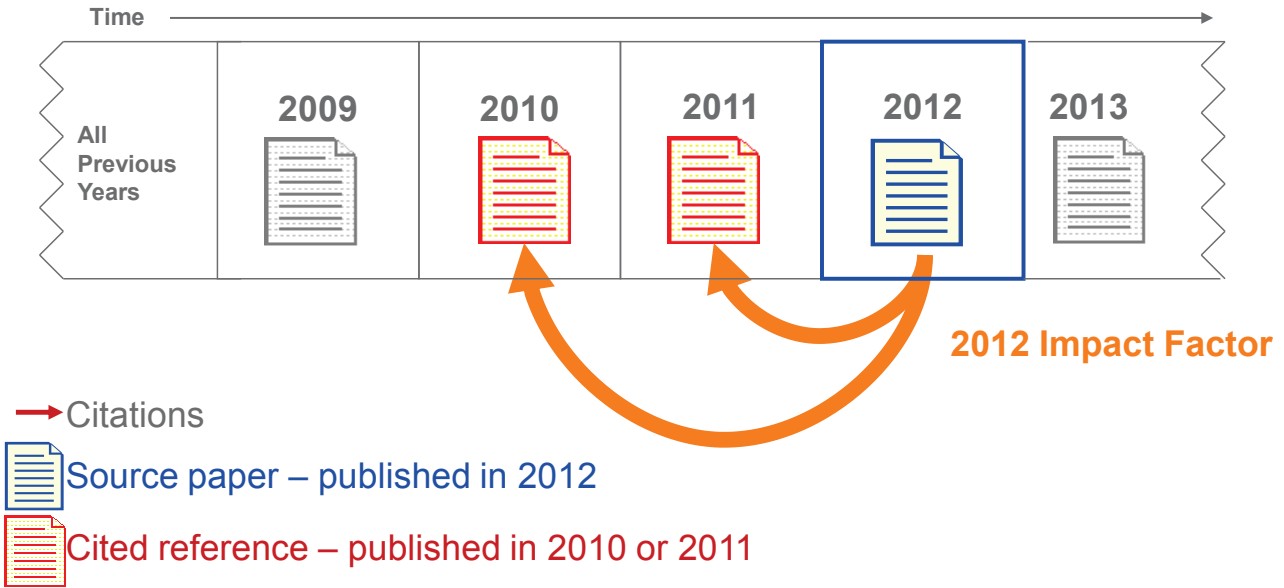 Time
2009
2010
2011
2012
2013
All
Previous
Years
2012 Impact Factor
Citations
Source paper – published in 2012
Cited reference – published in 2010 or 2011